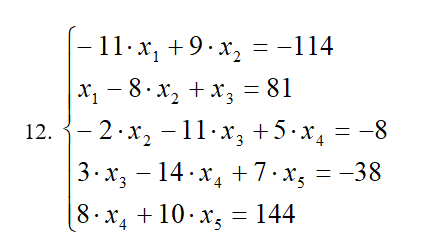 − 11·x₁ + 9·x₂ = −114
x₁ − 8·x₂ + x₃ = 81
12. − 2·x₂ − 11·x₃ + 5·x₄ = −8
3·x₃ − 14·x₄ + 7·x₅ = −38
8·x₄ + 10·x₅ = 144